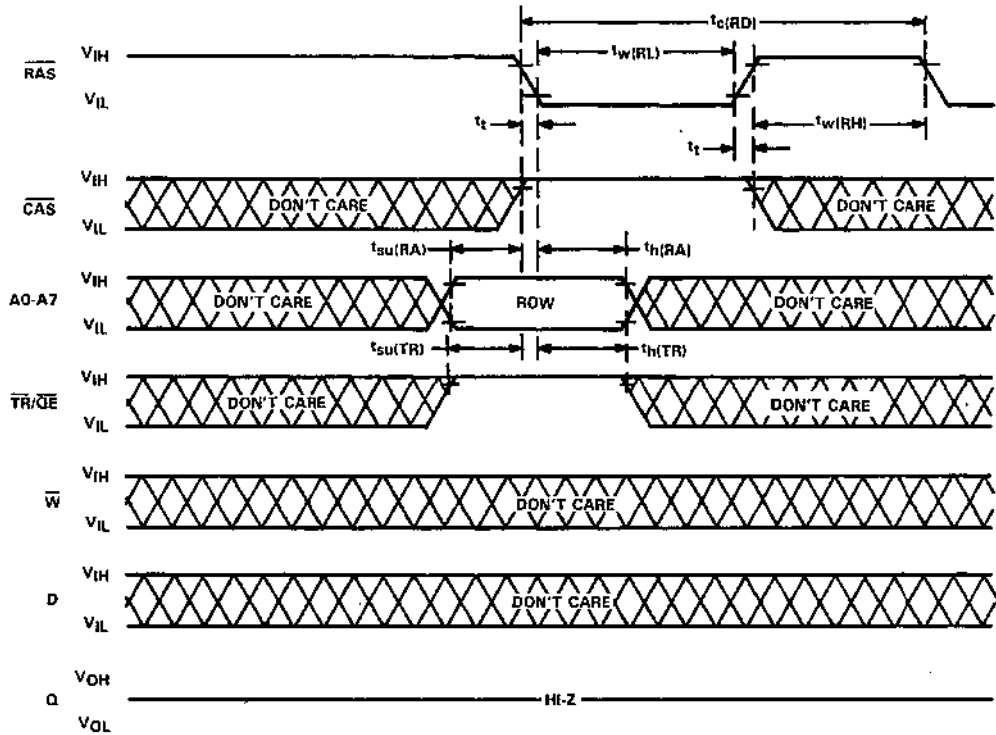 tc(RD)
VIH
tw(RL)
RAS
VIL
tt
tw(RH)
tt
VIH
DON'T CARE
DON'T CARE
CAS
VIL
tsu(RA)
th(RA)
VIH
A0-A7
DON'T CARE
ROW
DON'T CARE
VIL
tsu(TR)
th(TR)
VIH
TR/QE
DON'T CARE
DON'T CARE
VIL
VIH
W
DON'T CARE
VIL
VIH
D
DON'T CARE
VIL
VOH
Q
HI-Z
VOL